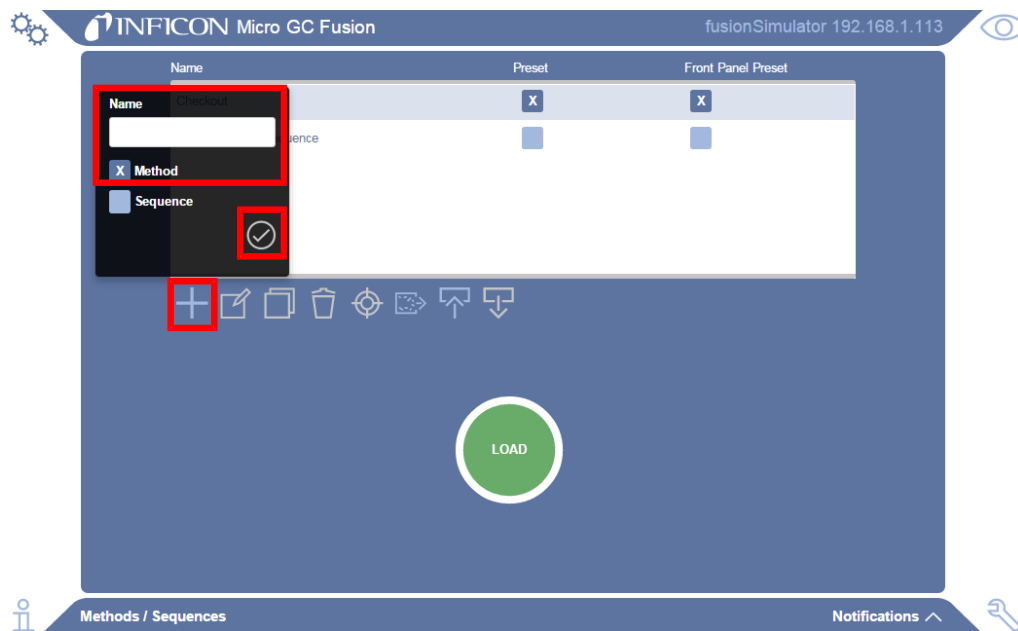 INFICON Micro GC Fusion
fusionSimulator 192.168.1.113
Name Preset Front Panel Preset
Checkout X X
Name
uence
X Method
Sequence
LOAD
Methods / Sequences
Notifications